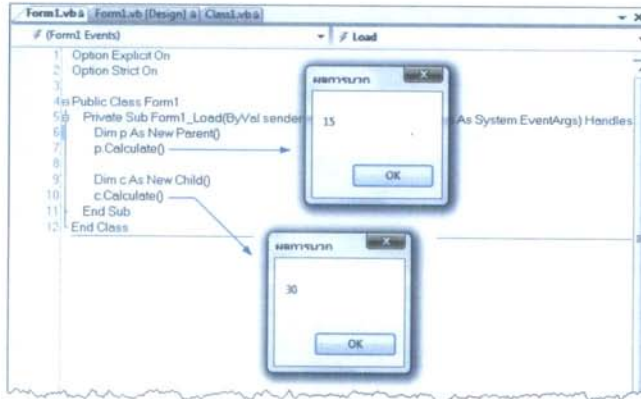 Form1.vb Form1.vb [Design] Class1.vb
(Form1 Events) Load
1 Option Explicit On
2 Option Strict On
3
4 Public Class Form1
5 Private Sub Form1_Load(ByVal sender As System.EventArgs) Handles
6 Dim p As New Parent()
7 p.Calculate()
8
9 Dim c As New Child()
10 c.Calculate()
11 End Sub
12 End Class
ผลการบวก
15
OK
ผลการบวก
30
OK